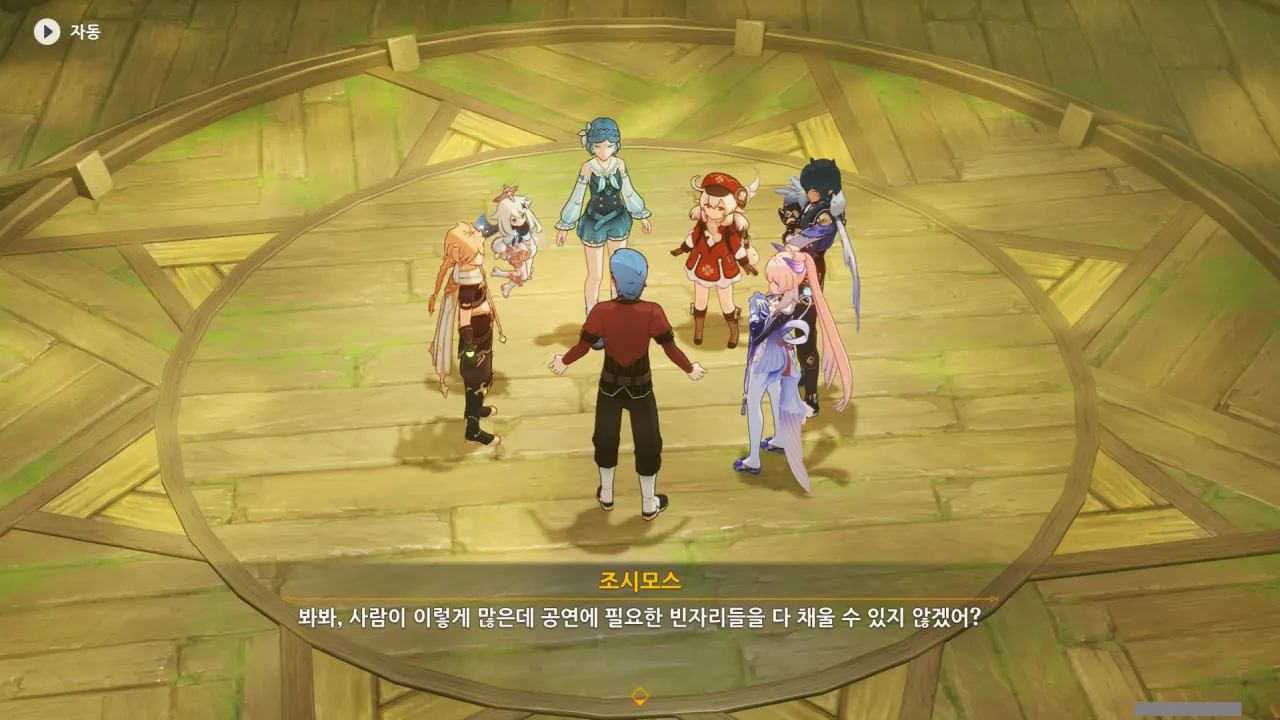 자동
조시모스
봐봐, 사람이 이렇게 많은데 공연에 필요한 빈자리들을 다 채울 수 있지 않겠어?